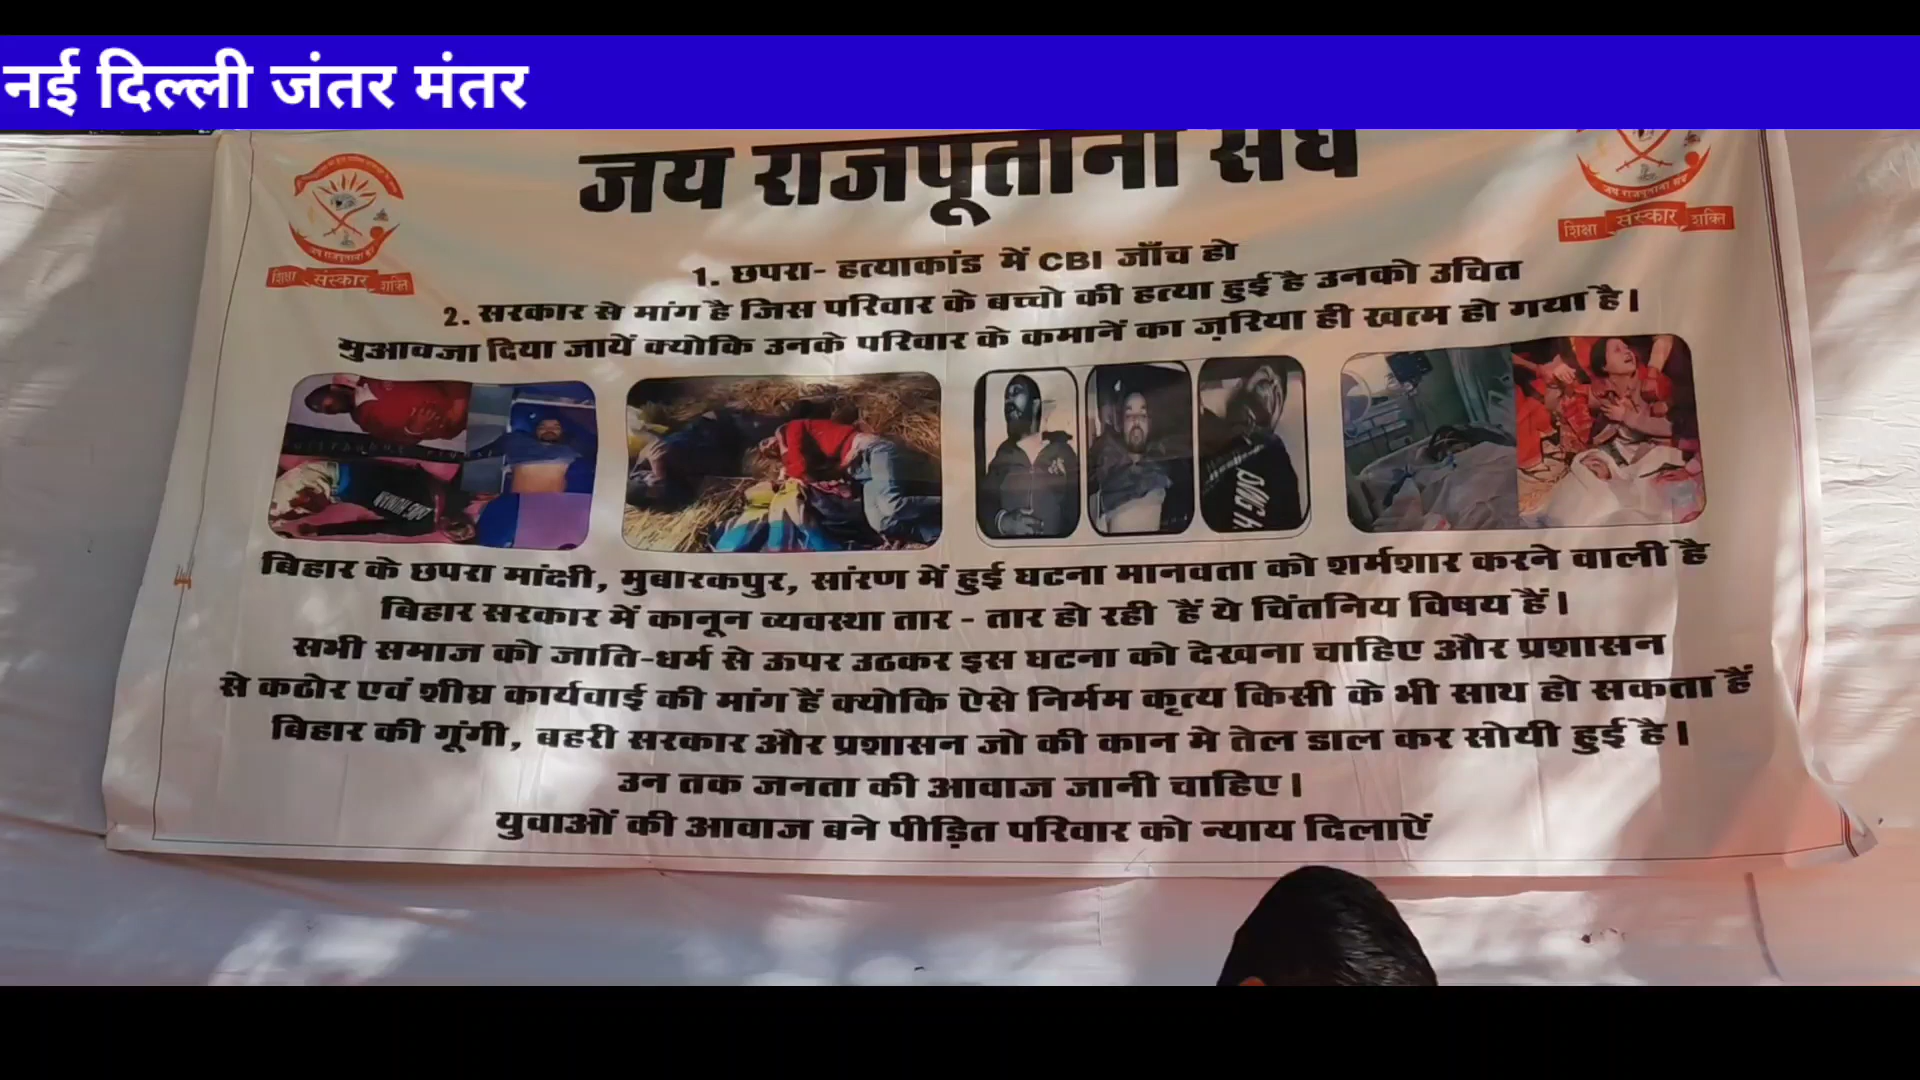 नई दिल्ली जंतर मंतर
जय राजपूताना संघ
शिक्षा संस्कार शक्ति
जय राजपूताना संघ
शिक्षा संस्कार शक्ति
1. छपरा- हत्याकांड में CBI जाँच हो
2. सरकार से मांग है जिस परिवार के बच्चो की हत्या हुई है उनको उचित
मुआवजा दिया जायें क्योकि उनके परिवार के कमानें का ज़रिया ही खत्म हो गया है।
बिहार के छपरा मांक्षी, मुबारकपुर, सांरण में हुई घटना मानवता को शर्मशार करने वाली है
बिहार सरकार में कानून व्यवस्था तार - तार हो रही हैं ये चिंतनिय विषय हैं।
सभी समाज को जाति-धर्म से ऊपर उठकर इस घटना को देखना चाहिए और प्रशासन
से कठोर एवं शीघ्र कार्यवाई की मांग हैं क्योकि ऐसे निर्मम कृत्य किसी के भी साथ हो सकता हैं
बिहार की गूंगी, बहरी सरकार और प्रशासन जो की कान मे तेल डाल कर सोयी हुई है।
उन तक जनता की आवाज जानी चाहिए।
युवाओं की आवाज बने पीड़ित परिवार को न्याय दिलाऐं